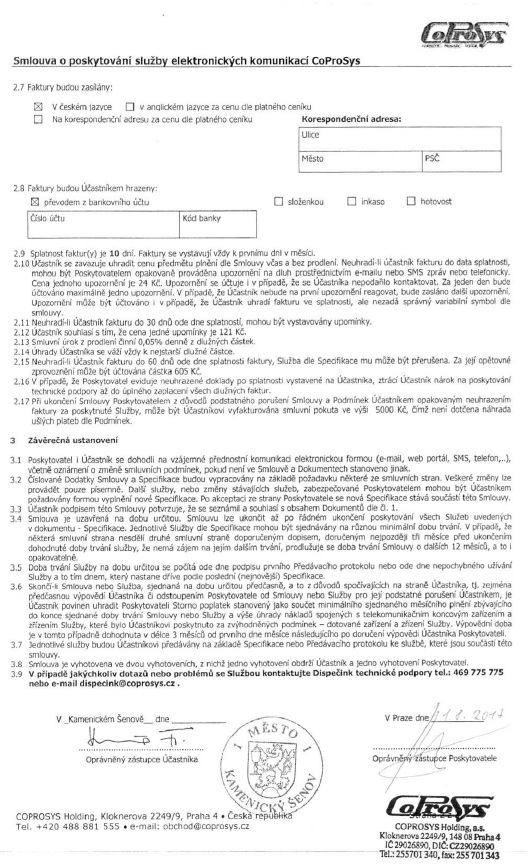 CoProSys
Smlouva o poskytování služby elektronických komunikací CoProSys
2.7 Faktury budou zasílány:
☒ V českém jazyce ☐ v anglickém jazyce za cenu dle platného ceníku
☐ Na korespondenční adresu za cenu dle platného ceníku Korespondenční adresa:
Ulice
Město PSČ
2.8 Faktury budou Účastníkem hrazeny:
☒ převodem z bankovního účtu ☐ složenkou ☐ inkaso ☐ hotovost
Číslo účtu Kód banky
2.9 Splatnost faktur(y) je 10 dní. Faktury se vystavují vždy k prvnímu dni v měsíci.
2.10 Účastník se zavazuje uhradit cenu předmětu plnění dle Smlouvy včas a bez prodlení. Neuhradí-li účastník fakturu do data splatnosti,
mohou být Poskytovatelem opakovaně prováděna upozornění na dluh prostřednictvím e-mailu nebo SMS zpráv nebo telefonicky.
Cena jednoho upozornění je 24 Kč. Upozornění se účtuje i v případě, že se Účastníka nepodařilo kontaktovat. Za jeden den bude
účtováno maximálně jedno upozornění. V případě, že Účastník nebude na první upozornění reagovat, bude zasláno další upozornění.
Upozornění může být účtováno i v případě, že Účastník uhradí fakturu ve splatnosti, ale nezadá správný variabilní symbol dle
smlouvy.
2.11 Neuhradí-li Účastník fakturu do 30 dnů ode dne splatnosti, mohou být vystavovány upomínky.
2.12 Účastník souhlasí s tím, že cena jedné upomínky je 121 Kč.
2.13 Smluvní úrok z prodlení činní 0,05% denně z dlužných částek.
2.14 Úhrady Účastníka se váží vždy k nejstarší dlužné částce.
2.15 Neuhradí-li Účastník fakturu do 60 dnů ode dne splatnosti faktury, Služba dle Specifikace mu může být přerušena. Za její opětovné
zprovoznění může být účtována částka 605 Kč.
2.16 V případě, že Poskytovatel eviduje neuhrazené doklady po splatnosti vystavené na Účastníka, ztrácí Účastník nárok na poskytování
technické podpory až do úplného zaplacení všech dlužných faktur.
2.17 Při ukončení Smlouvy Poskytovatelem z důvodů podstatného porušení Smlouvy a Podmínek Účastníkem opakovaným neuhrazením
faktur za poskytnuté Služby, může být Účastníkovi vyfakturována smluvní pokuta ve výši 5000 Kč, čímž není dotčena náhrada
ušlých plateb dle Podmínek.
3 Závěrečná ustanovení
3.1 Poskytovatel i Účastník se dohodli na vzájemné přednostní komunikaci elektronickou formou (e-mail, web portál, SMS, telefon,..),
včetně oznámení o změně smluvních podmínek, pokud není ve Smlouvě a Dokumentech stanoveno jinak.
3.2 Číslované Dodatky Smlouvy a Specifikace budou vypracovány na základě požadavku některé ze smluvních stran. Veškeré změny lze
provádět pouze písemně. Další služby, nebo změny stávajících služeb, zabezpečované Poskytovatelem mohou být Účastníkem
požadovány formou vyplnění nové Specifikace. Po akceptaci ze strany Poskytovatele se nová Specifikace stává součástí této Smlouvy.
3.3 Účastník podpisem této Smlouvy potvrzuje, že se seznámil a souhlasí s obsahem Dokumentů dle čl. 1.
3.4 Smlouva je uzavřena na dobu určitou. Smlouvu lze ukončit až po řádném ukončení poskytování všech Služeb uvedených
v dokumentu - Specifikace Služeb. Jednotlivé Specifikace mohou být sjednávány na různou minimální dobu trvání. V případě, že
některá smluvní strana nesdělí druhé smluvní straně doporučeným dopisem, doručeným nejpozději tři měsíce před ukončením
dohodnuté doby trvání služby, že nemá zájem na jejím dalším trvání, prodlužuje se doba trvání Smlouvy o dalších 12 měsíců, a to i
opakovatelně.
3.5 Doba trvání Služby na dobu určitou se počítá ode dne podpisu prvního Předávacího protokolu nebo ode dne nepochybného užívání
Služby a to tím dnem, který nastane dříve podle poslední (nejnovější) Specifikace.
3.6 Skončí-li Smlouva nebo Služba, sjednaná na dobu určitou předčasně, a to z důvodů spočívajících na straně Účastníka, tj. zejména
předčasnou výpovědí Účastníka či odstoupením Poskytovatele od Smlouvy nebo Služby pro její podstatné porušení Účastníkem, je
Účastník povinen uhradit Poskytovateli Storno poplatek stanovený jako součet minimálního sjednaného měsíčního plnění zbývajícího
do konce sjednané doby trvání Smlouvy nebo Služby a výše úhrady nákladů spojených s telekomunikačním koncovým zařízením a
zřízením Služby, které bylo Účastníkovi poskytnuto za zvýhodněných podmínek – dotované zařízení a zřízení Služby. Výpovědní doba
je v tomto případě dohodnuta v délce 3 měsíců od prvního dne měsíce následujícího po doručení výpovědi Účastníka Poskytovateli.
3.7 Jednotlivé služby budou Účastníkovi předávány na základě Specifikace nebo Předávacího protokolu ke službě, které jsou součástí této
smlouvy.
3.8 Smlouva je vyhotovena ve dvou vyhotoveních, z nichž jedno vyhotovení obdrží Účastník a jedno vyhotovení Poskytovatel.
3.9 V případě jakýchkoliv dotazů nebo problémů se Službou kontaktujte Dispečink technické podpory tel.: 469 775 775
nebo e-mail dispecink@coprosys.cz .
V _Kamenickém Šenově__ dne
V Praze dne 1.8.2017
Oprávněný zástupce Účastníka
Oprávněný zástupce Poskytovatele
MĚSTO
KAMENICKÝ ŠENOV
COPROSYS Holding, Kloknerova 2249/9, Praha 4 • Česká republika
Tel. +420 488 881 555 • e-mail: obchod@coprosys.cz
CoProSys
COPROSYS Holding, a.s.
Kloknerova 2249/9, 148 08 Praha 4
IČ 29026890, DIČ: CZ29026890
Tel.: 255 701 340, fax: 255 701 343